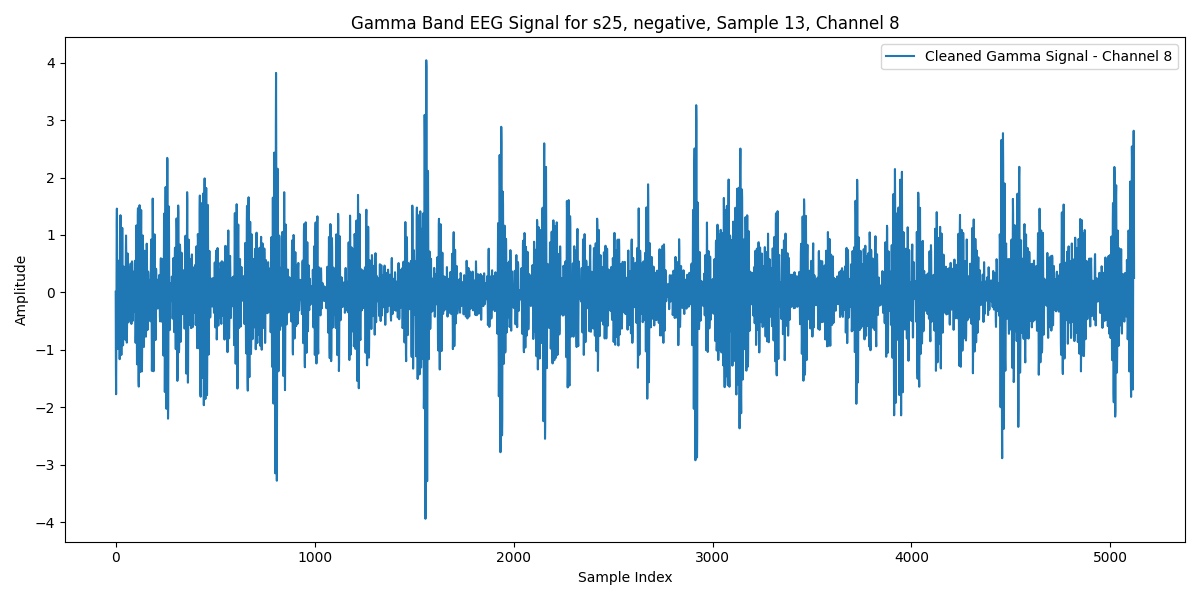 Gamma Band EEG Signal for s25, negative, Sample 13, Channel 8
Cleaned Gamma Signal - Channel 8
Amplitude
4
3
2
1
0
−1
−2
−3
−4
0 1000 2000 3000 4000 5000
Sample Index